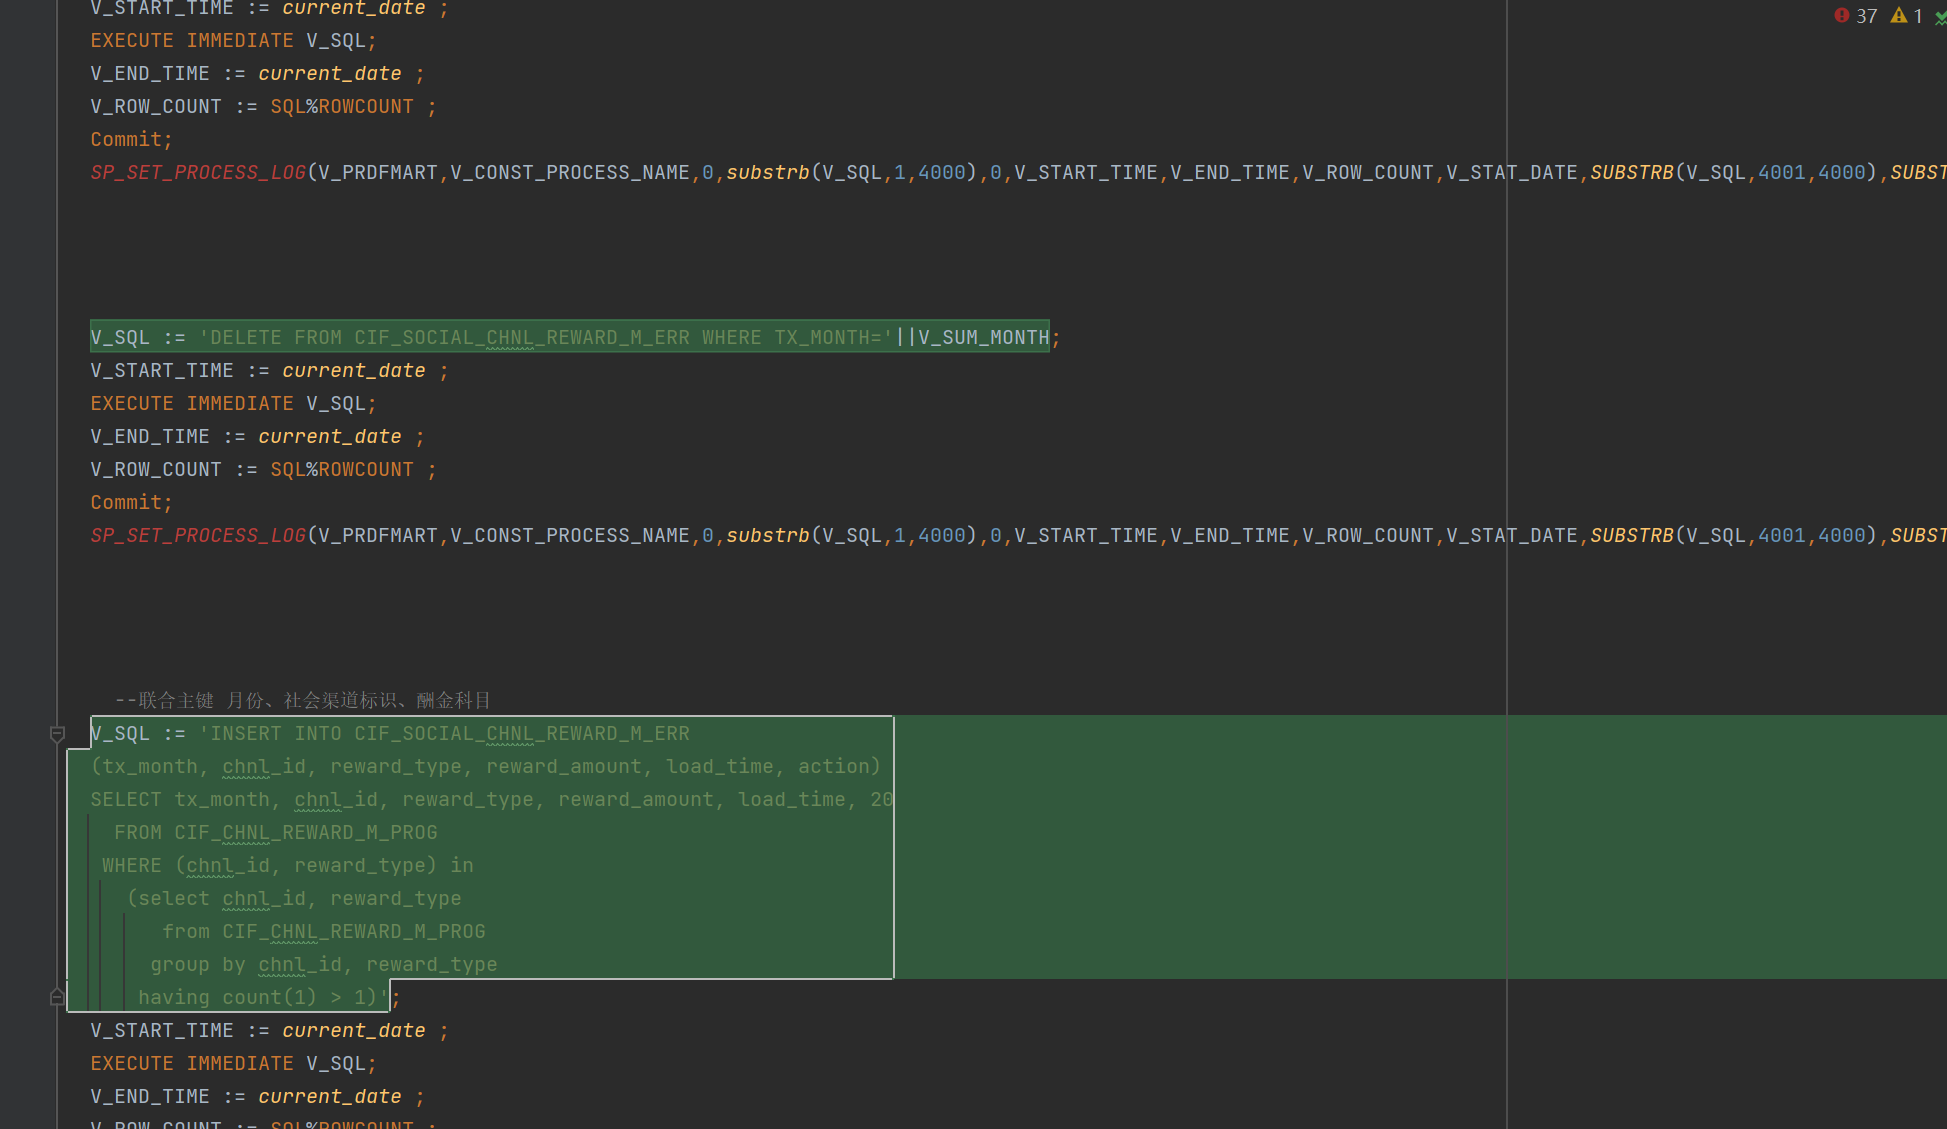 V_START_TIME := current_date ;
37 1
EXECUTE IMMEDIATE V_SQL;
V_END_TIME := current_date ;
V_ROW_COUNT := SQL%ROWCOUNT ;
Commit;
SP_SET_PROCESS_LOG(V_PRDFMART,V_CONST_PROCESS_NAME,0,substrb(V_SQL,1,4000),0,V_START_TIME,V_END_TIME,V_ROW_COUNT,V_STAT_DATE,SUBSTRB(V_SQL,4001,4000),SUBST
V_SQL := 'DELETE FROM CIF_SOCIAL_CHNL_REWARD_M_ERR WHERE TX_MONTH='||V_SUM_MONTH;
V_START_TIME := current_date ;
EXECUTE IMMEDIATE V_SQL;
V_END_TIME := current_date ;
V_ROW_COUNT := SQL%ROWCOUNT ;
Commit;
SP_SET_PROCESS_LOG(V_PRDFMART,V_CONST_PROCESS_NAME,0,substrb(V_SQL,1,4000),0,V_START_TIME,V_END_TIME,V_ROW_COUNT,V_STAT_DATE,SUBSTRB(V_SQL,4001,4000),SUBST
--联合主键 月份、社会渠道标识、酬金科目
V_SQL := 'INSERT INTO CIF_SOCIAL_CHNL_REWARD_M_ERR
(tx_month, chnl_id, reward_type, reward_amount, load_time, action)
SELECT tx_month, chnl_id, reward_type, reward_amount, load_time, 20
FROM CIF_CHNL_REWARD_M_PROG
WHERE (chnl_id, reward_type) in
(select chnl_id, reward_type
from CIF_CHNL_REWARD_M_PROG
group by chnl_id, reward_type
having count(1) > 1)';
V_START_TIME := current_date ;
EXECUTE IMMEDIATE V_SQL;
V_END_TIME := current_date ;
V_ROW_COUNT := SQL%ROWCOUNT ;